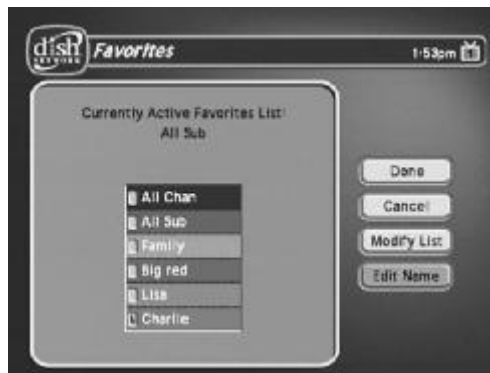 dish
NETWORK
Favorites
1:53pm
Currently Active Favorites List:
All Sub
All Chan
All Sub
Family
Big red
Lisa
Charlie
Done
Cancel
Modify List
Edit Name